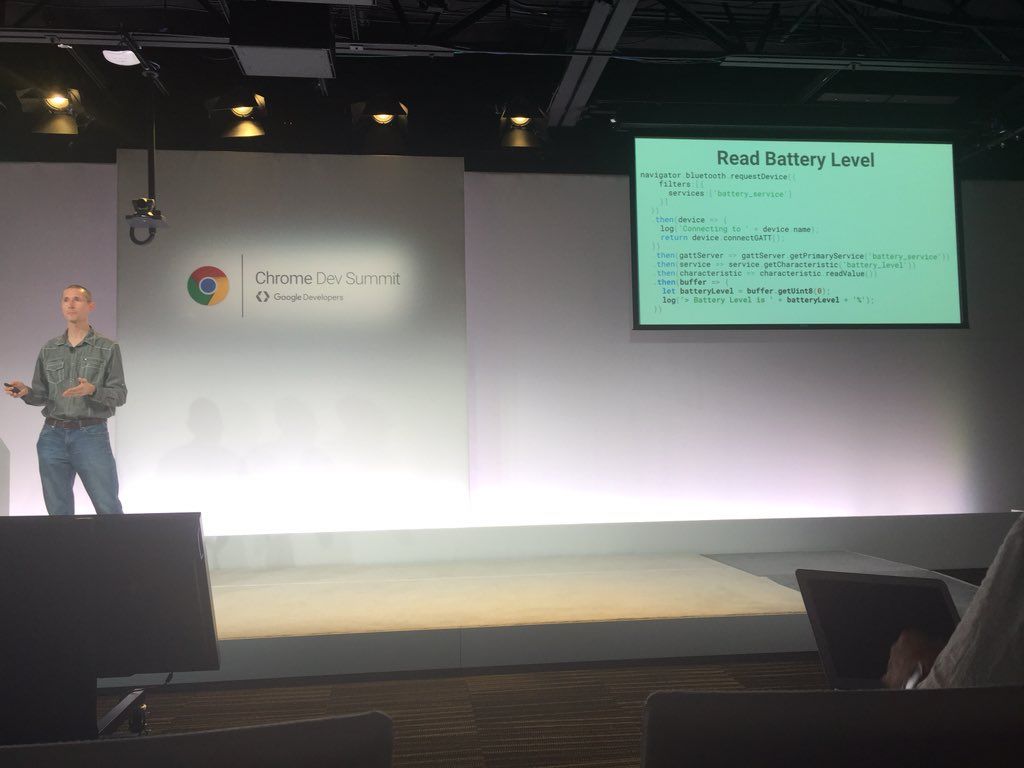 Chrome Dev Summit
Google Developers
Read Battery Level
navigator.bluetooth.requestDevice({
filters:[{
services:['battery_service']
}]
})
.then(device => {
log('Connecting to ' + device.name);
return device.connectGATT();
})
.then(gattServer => gattServer.getPrimaryService('battery_service'))
.then(service => service.getCharacteristic('battery_level'))
.then(characteristic => characteristic.readValue())
.then(buffer => {
let batteryLevel = buffer.getUint8(0);
log('> Battery Level is ' + batteryLevel + '%');
})